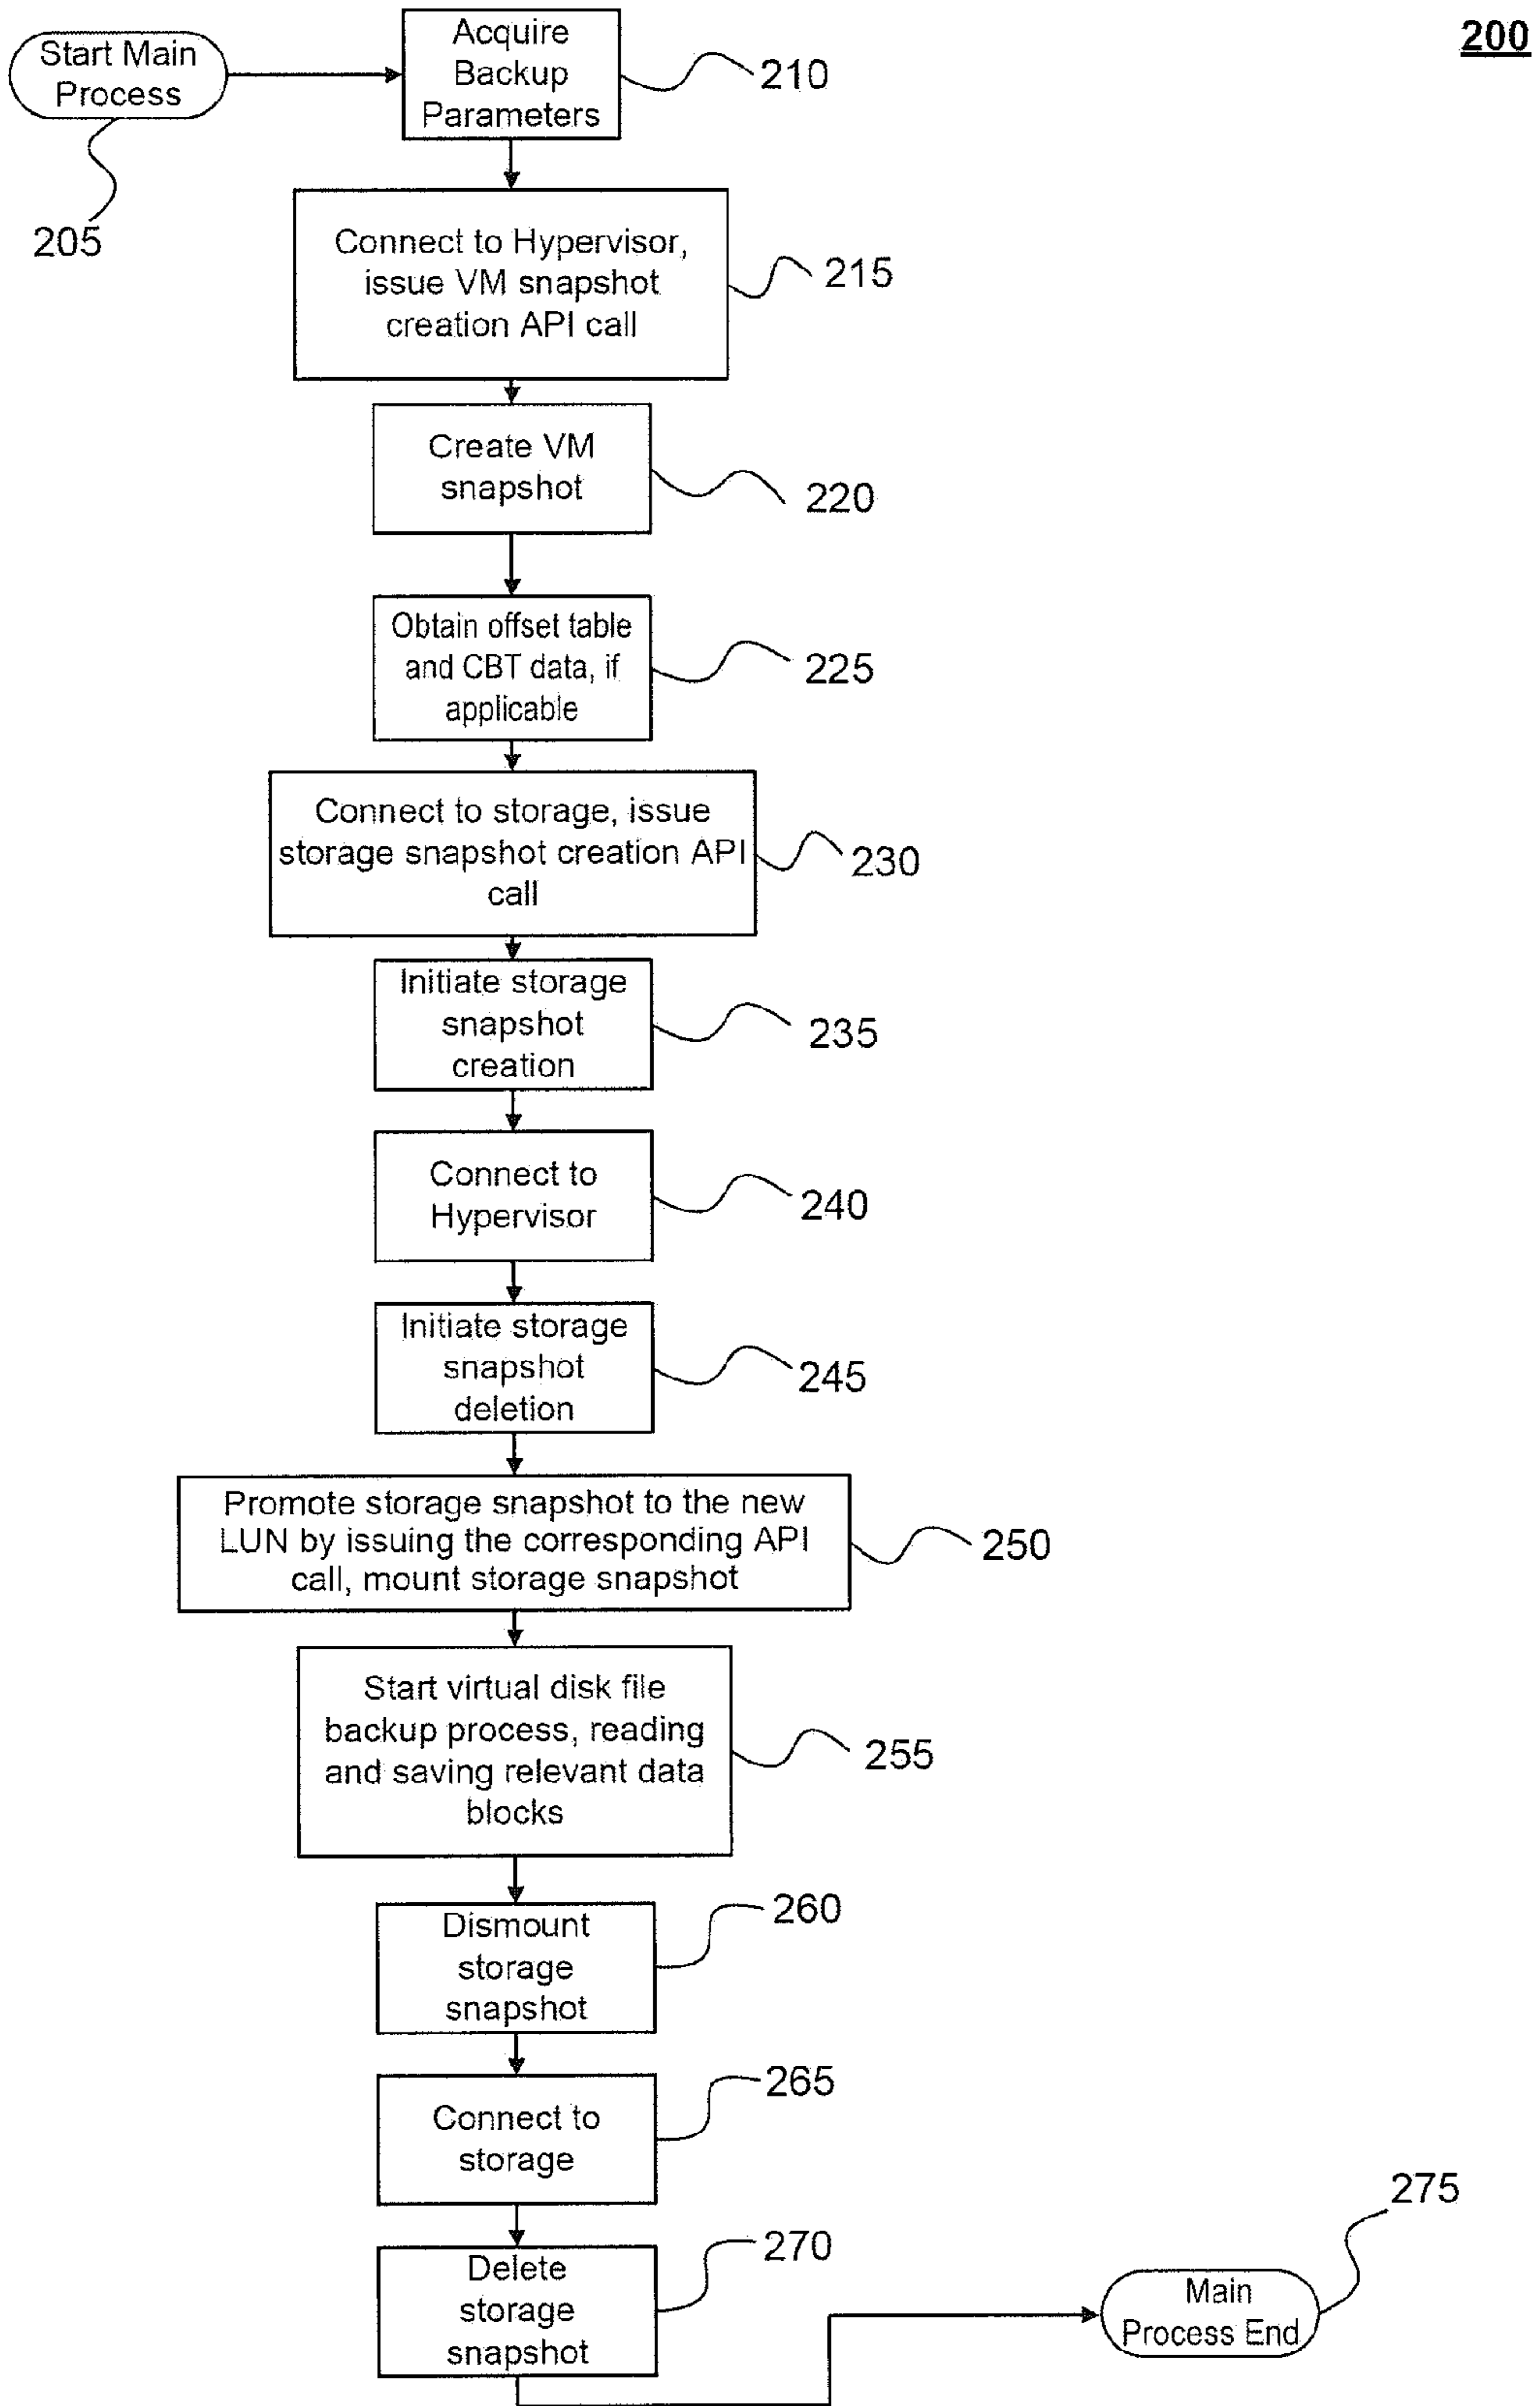 200
Start Main
Process
205
Acquire
Backup
Parameters
210
Connect to Hypervisor,
issue VM snapshot
creation API call
215
Create VM
snapshot
220
Obtain offset table
and CBT data, if
applicable
225
Connect to storage, issue
storage snapshot creation API
call
230
Initiate storage
snapshot
creation
235
Connect to
Hypervisor
240
Initiate storage
snapshot
deletion
245
Promote storage snapshot to the new
LUN by issuing the corresponding API
call, mount storage snapshot
250
Start virtual disk file
backup process, reading
and saving relevant data
blocks
255
Dismount
storage
snapshot
260
Connect to
storage
265
Delete
storage
snapshot
270
Main
Process End
275